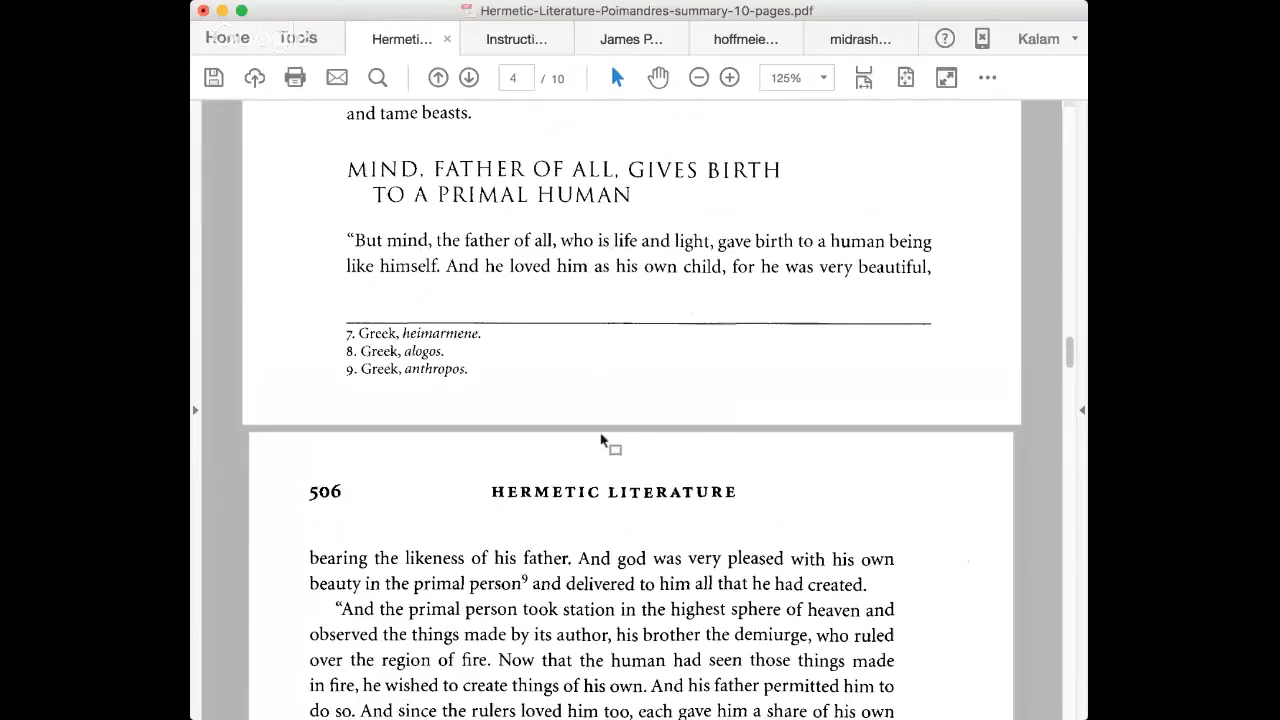 Hermetic-Literature-Poimandres-summary-10-pages.pdf
Home Tools Hermeti... × Instructi... James P... hoffmeie... midrash... Kalam
4 / 10 125%
and tame beasts.
MIND, FATHER OF ALL, GIVES BIRTH
TO A PRIMAL HUMAN
“But mind, the father of all, who is life and light, gave birth to a human being
like himself. And he loved him as his own child, for he was very beautiful,
7. Greek, heimarmene.
8. Greek, alogos.
9. Greek, anthropos.
506 HERMETIC LITERATURE
bearing the likeness of his father. And god was very pleased with his own
beauty in the primal person9 and delivered to him all that he had created.
“And the primal person took station in the highest sphere of heaven and
observed the things made by its author, his brother the demiurge, who ruled
over the region of fire. Now that the human had seen those things made
in fire, he wished to create things of his own. And his father permitted him to
do so. And since the rulers loved him too, each gave him a share of his own